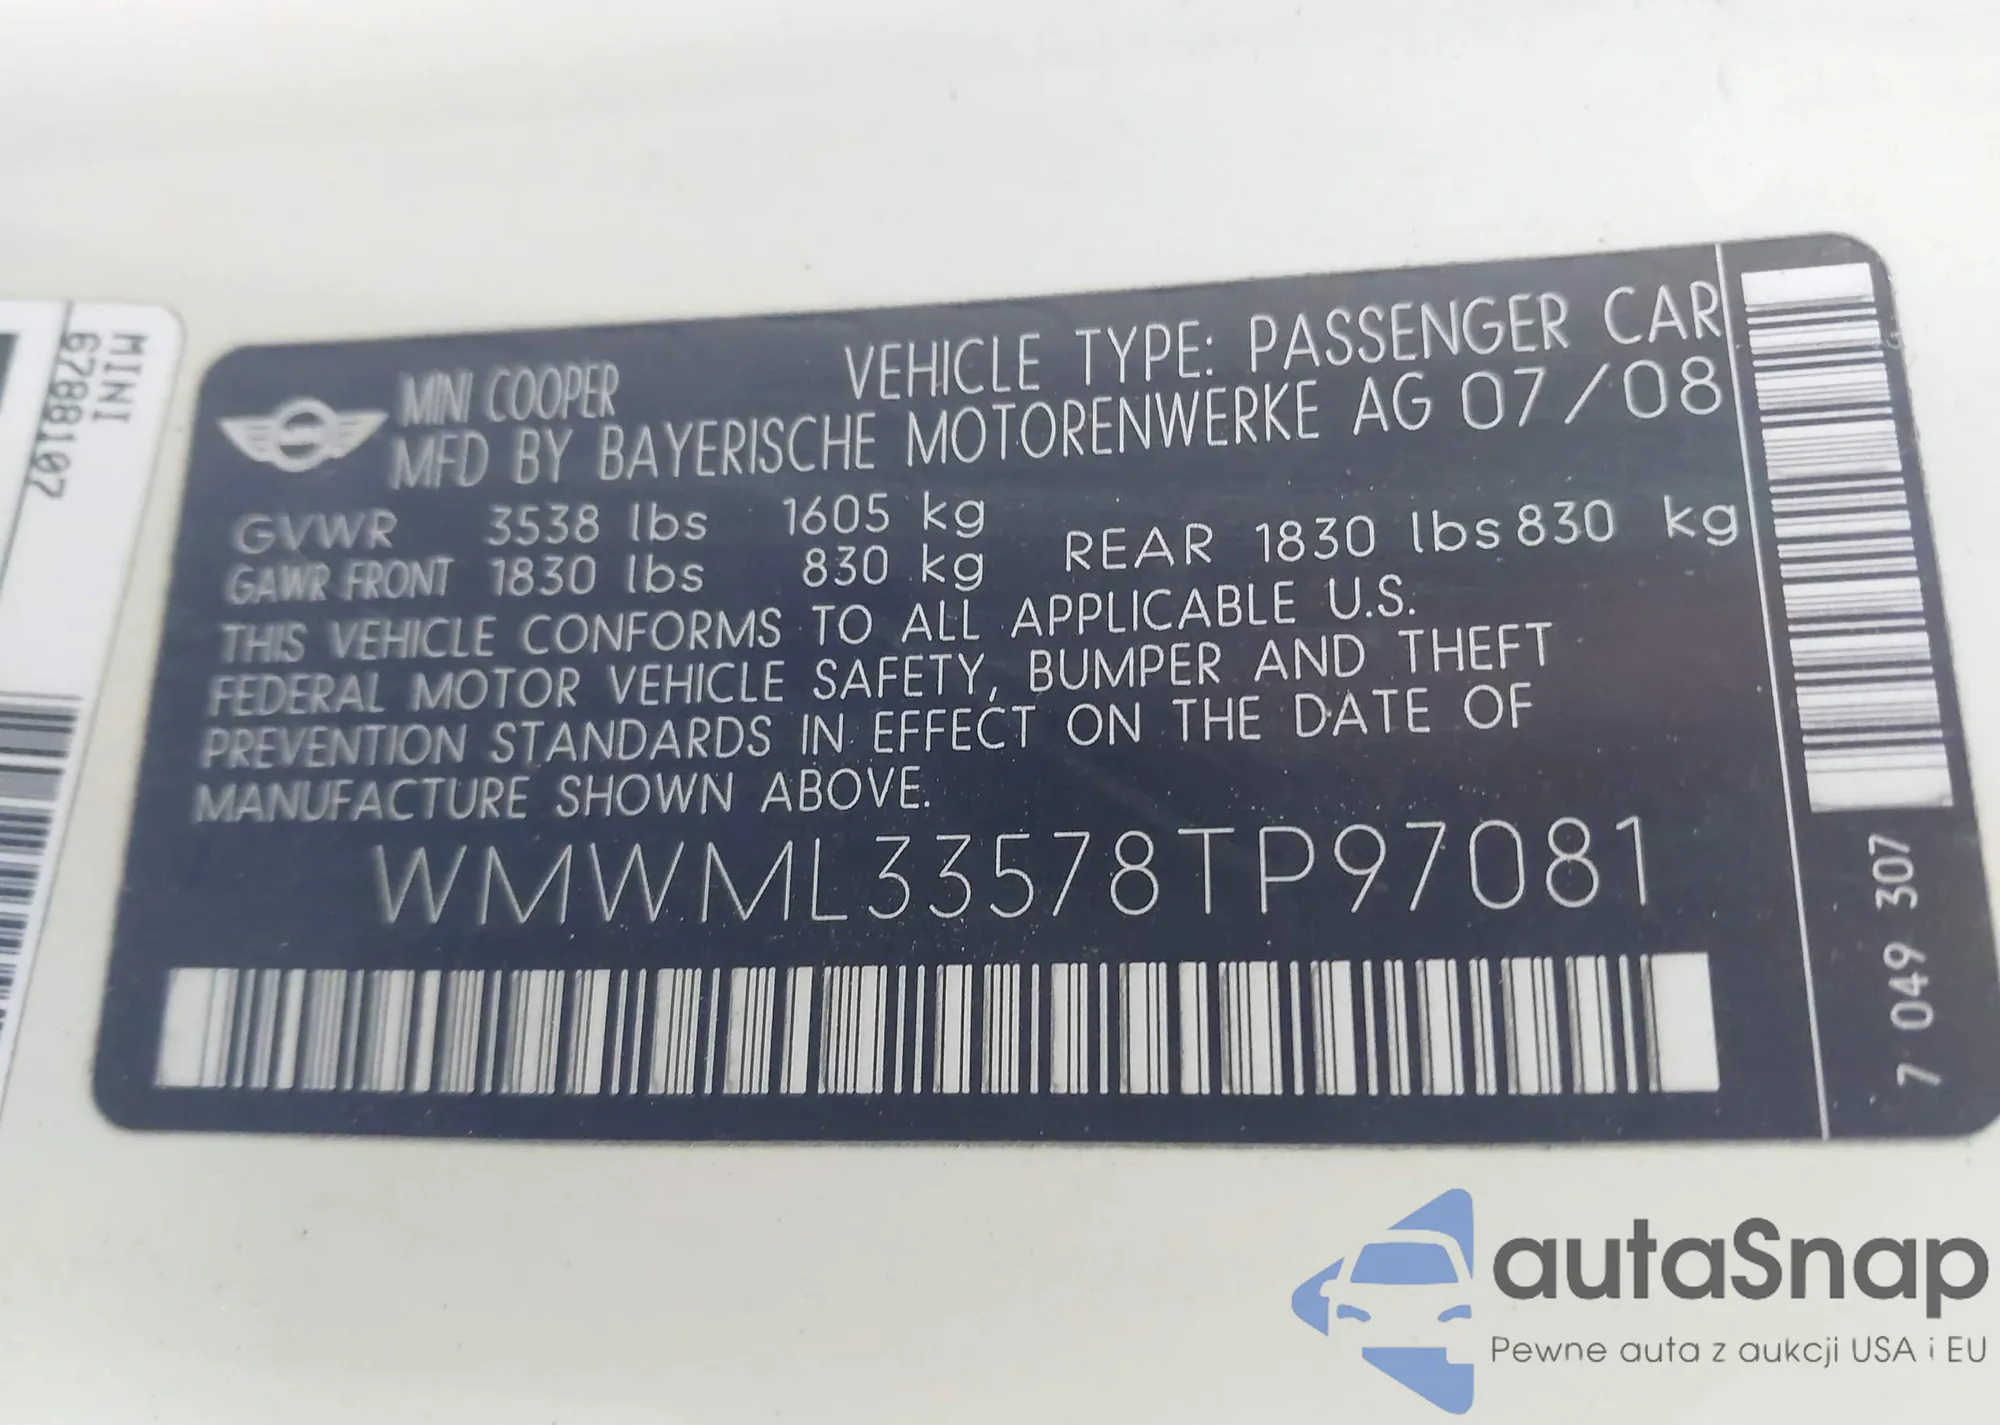 MINI
6788107
MINI COOPER VEHICLE TYPE: PASSENGER CAR
MFD BY BAYERISCHE MOTORENWERKE AG 07/08
GVWR 3538 lbs 1605 kg
GAWR FRONT 1830 lbs 830 kg REAR 1830 lbs 830 kg
THIS VEHICLE CONFORMS TO ALL APPLICABLE U.S.
FEDERAL MOTOR VEHICLE SAFETY, BUMPER AND THEFT
PREVENTION STANDARDS IN EFFECT ON THE DATE OF
MANUFACTURE SHOWN ABOVE.
WMWML33578TP97081
7 049 307
autaSnap
Pewne auta z aukcji USA i EU